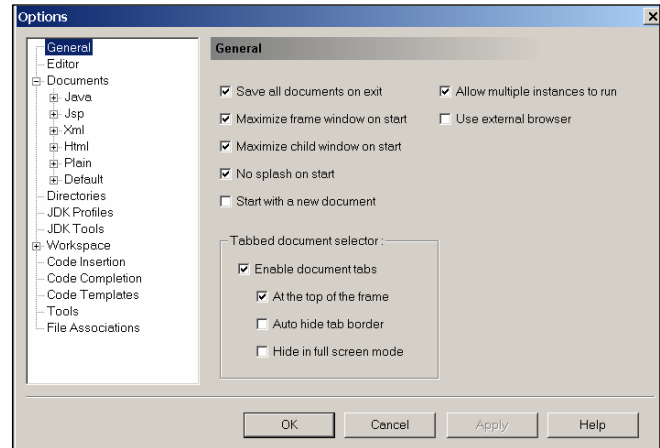 Options
General
Editor
Documents
Java
Jsp
Xml
Html
Plain
Default
Directories
JDK Profiles
JDK Tools
Workspace
Code Insertion
Code Completion
Code Templates
Tools
File Associations
General
Save all documents on exit
Maximize frame window on start
Maximize child window on start
No splash on start
Start with a new document
Allow multiple instances to run
Use external browser
Tabbed document selector :
Enable document tabs
At the top of the frame
Auto hide tab border
Hide in full screen mode
OK Cancel Apply Help